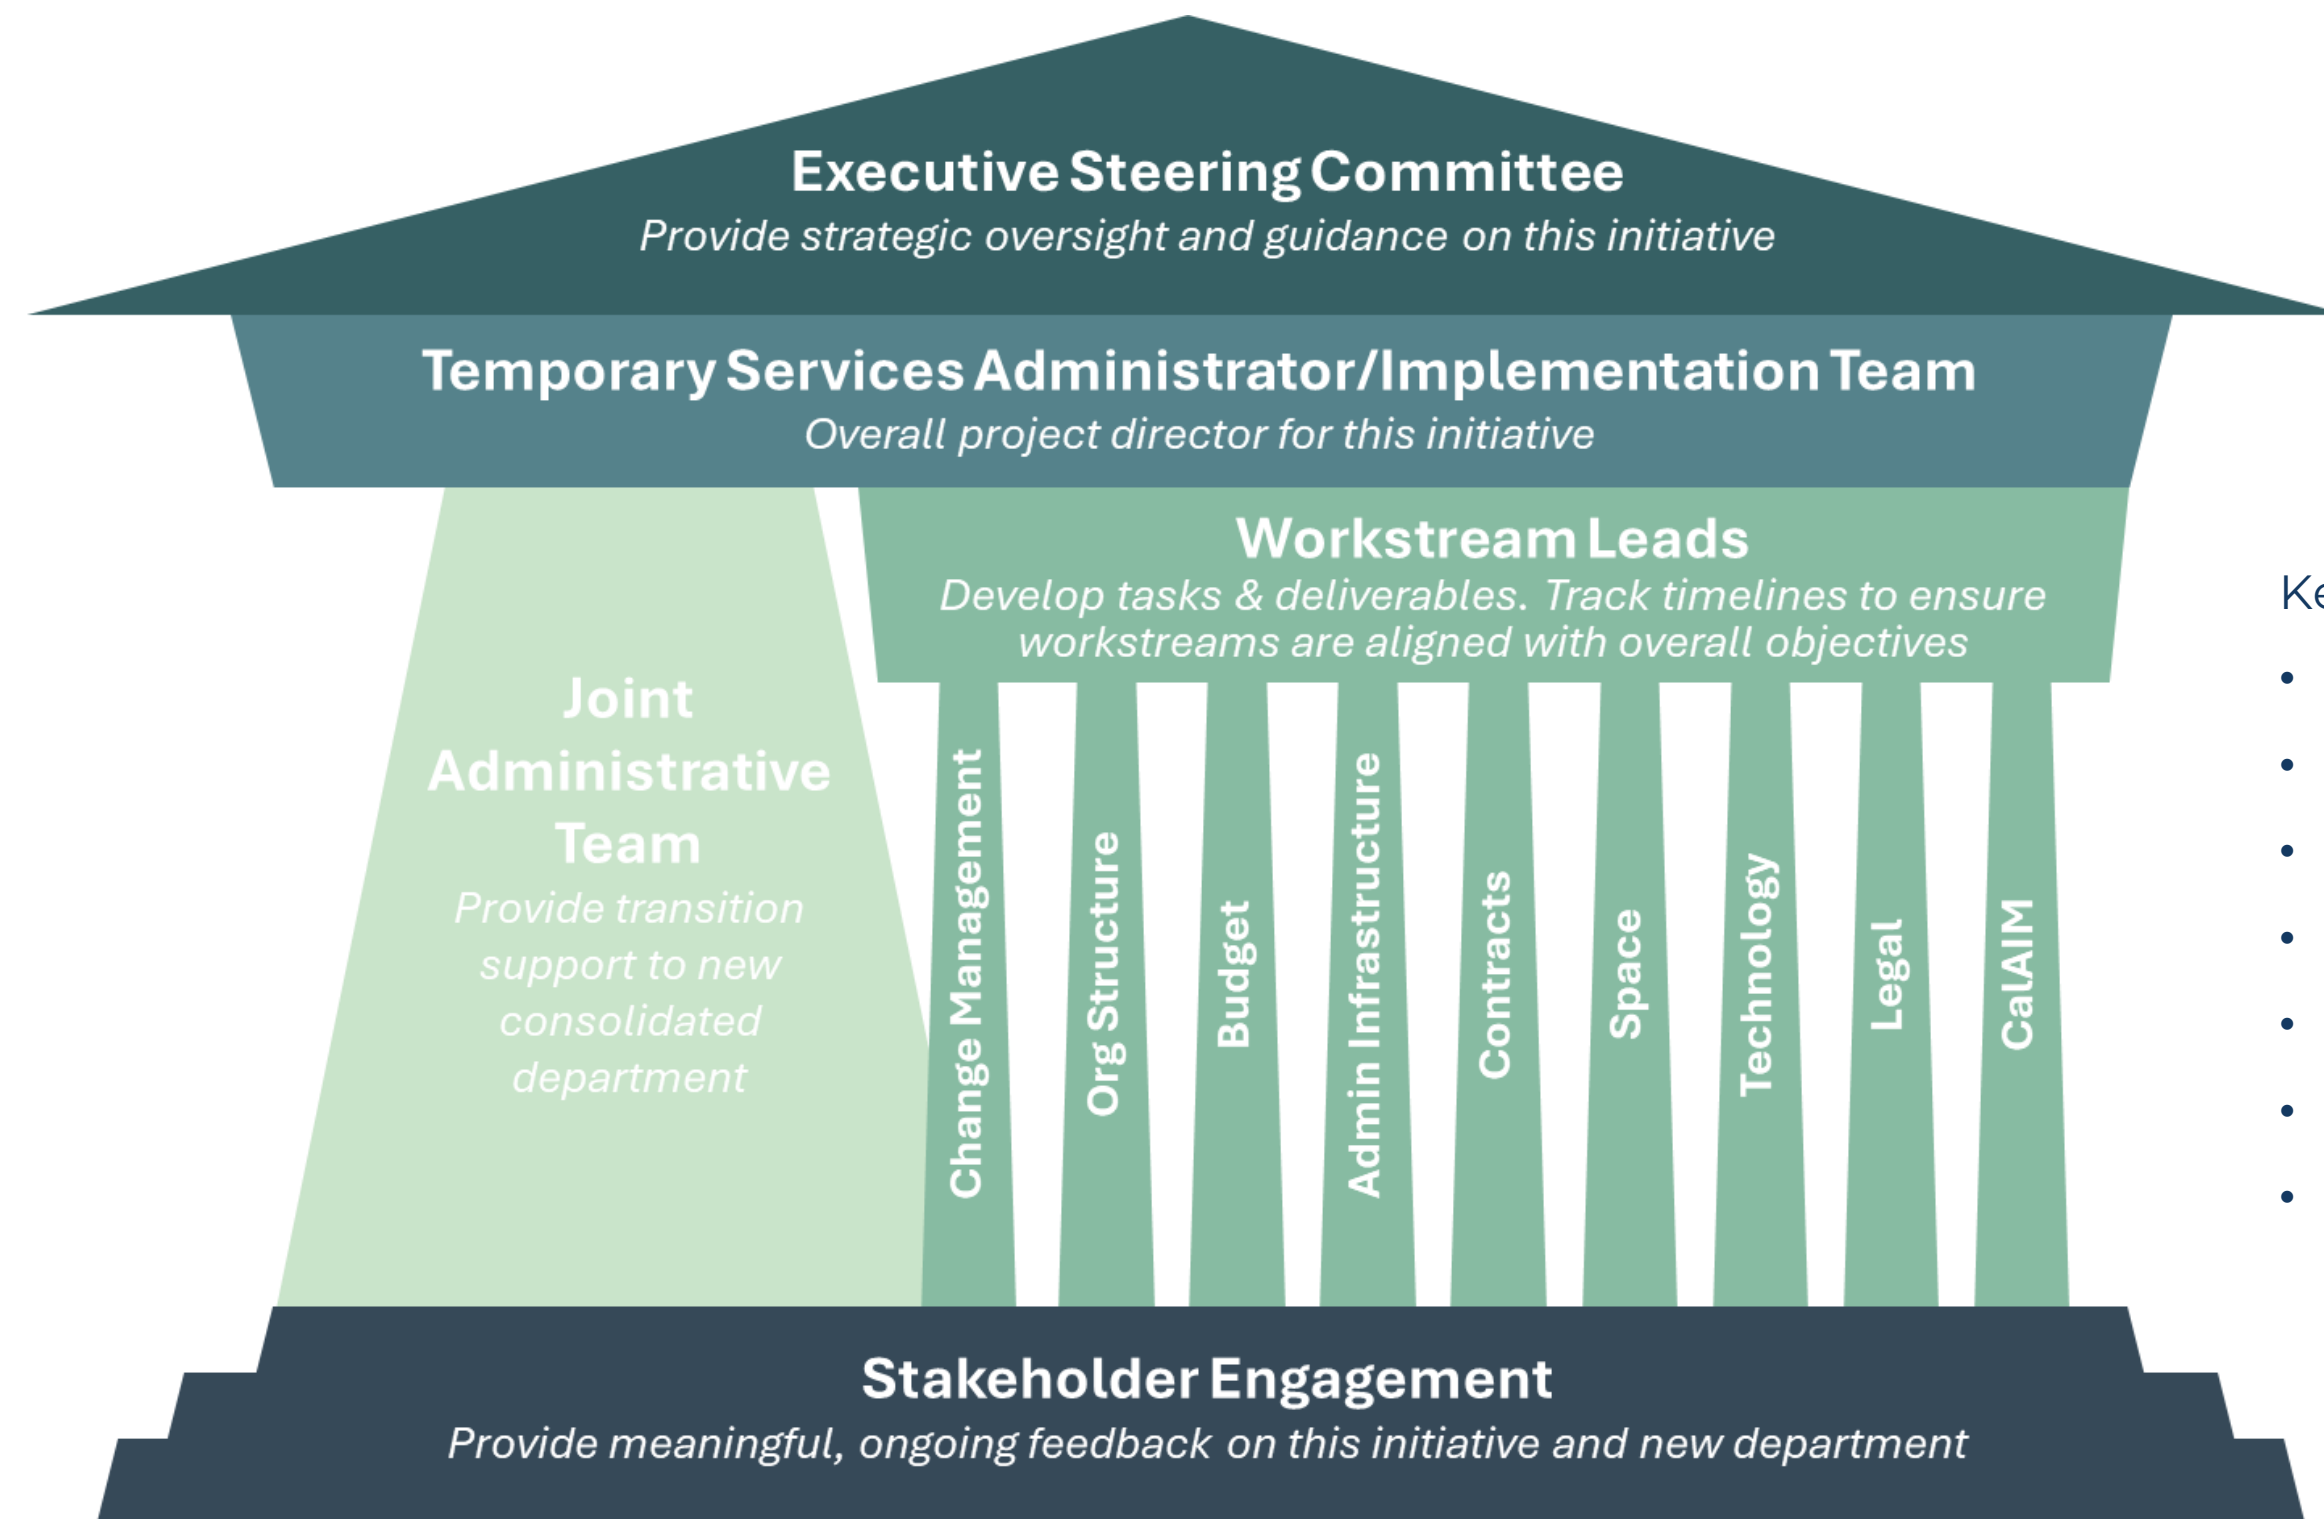 Executive Steering Committee
Provide strategic oversight and guidance on this initiative
Temporary Services Administrator/Implementation Team
Overall project director for this initiative
Workstream Leads
Develop tasks & deliverables. Track timelines to ensure
workstreams are aligned with overall objectives
Joint
Administrative
Team
Provide transition
support to new
consolidated
department
Change Management
Org Structure
Budget
Admin Infrastructure
Contracts
Space
Technology
Legal
CalAIM
Stakeholder Engagement
Provide meaningful, ongoing feedback on this initiative and new department